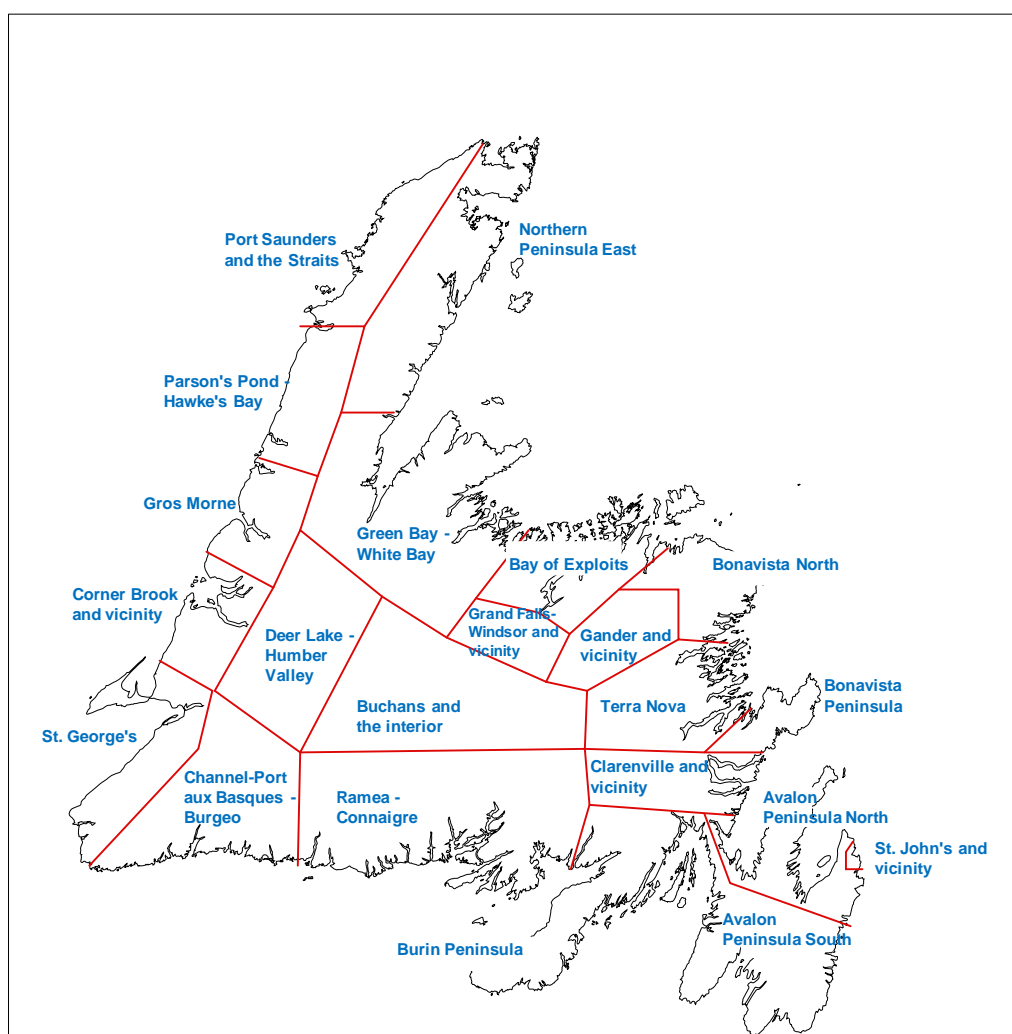 Northern
Peninsula East
Port Saunders
and the Straits
Parson's Pond -
Hawke's Bay
Gros Morne
Green Bay -
White Bay
Bay of Exploits
Bonavista North
Corner Brook
and vicinity
Grand Falls-
Windsor and
vicinity
Deer Lake -
Humber
Valley
Gander and
vicinity
Bonavista
Peninsula
Buchans and
the interior
Terra Nova
St. George's
Clarenville and
vicinity
Channel-Port
aux Basques -
Burgeo
Ramea -
Connaigre
Avalon
Peninsula North
St. John's and
vicinity
Avalon
Peninsula South
Burin Peninsula